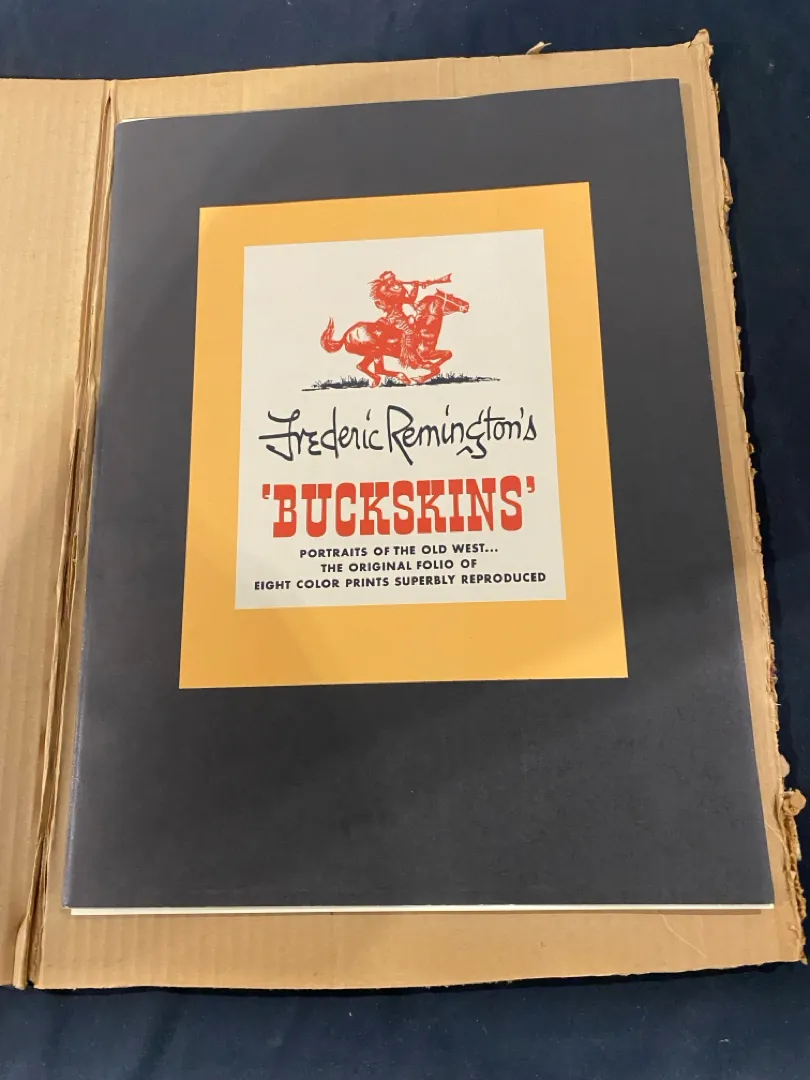 Frederic Remington's
'BUCKSKINS'
PORTRAITS OF THE OLD WEST...
THE ORIGINAL FOLIO OF
EIGHT COLOR PRINTS SUPERBLY REPRODUCED